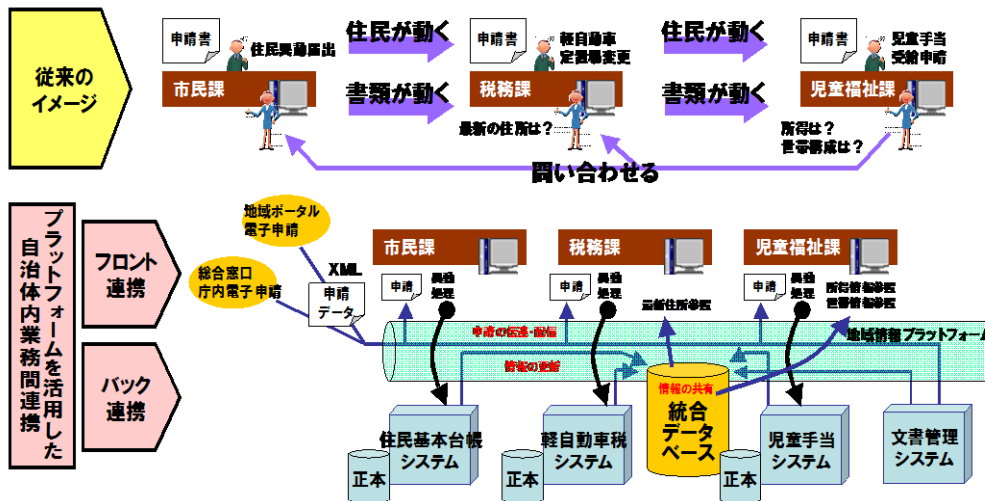 従来の
イメージ
申請書
住民異動届出
市民課
住民が動く
書類が動く
申請書
軽自動車
定置場変更
税務課
最新の住所は？
住民が動く
書類が動く
申請書
児童手当
受給申請
児童福祉課
所得は？
世帯構成は？
問い合わせる
プラットフォームを活用した
自治体内業務間連携
フロント
連携
バック
連携
地域ポータル
電子申請
総合窓口
庁内電子申請
XML
申請
データ
市民課
申請
異動
処理
税務課
申請
異動
処理
最新住所参照
児童福祉課
申請
異動
処理
所得情報参照
世帯情報参照
申請の伝達・配信
地域情報プラットフォーム
情報の更新
情報の共有
統合
データ
ベース
住民基本台帳
システム
正本
軽自動車税
システム
正本
児童手当
システム
正本
文書管理
システム